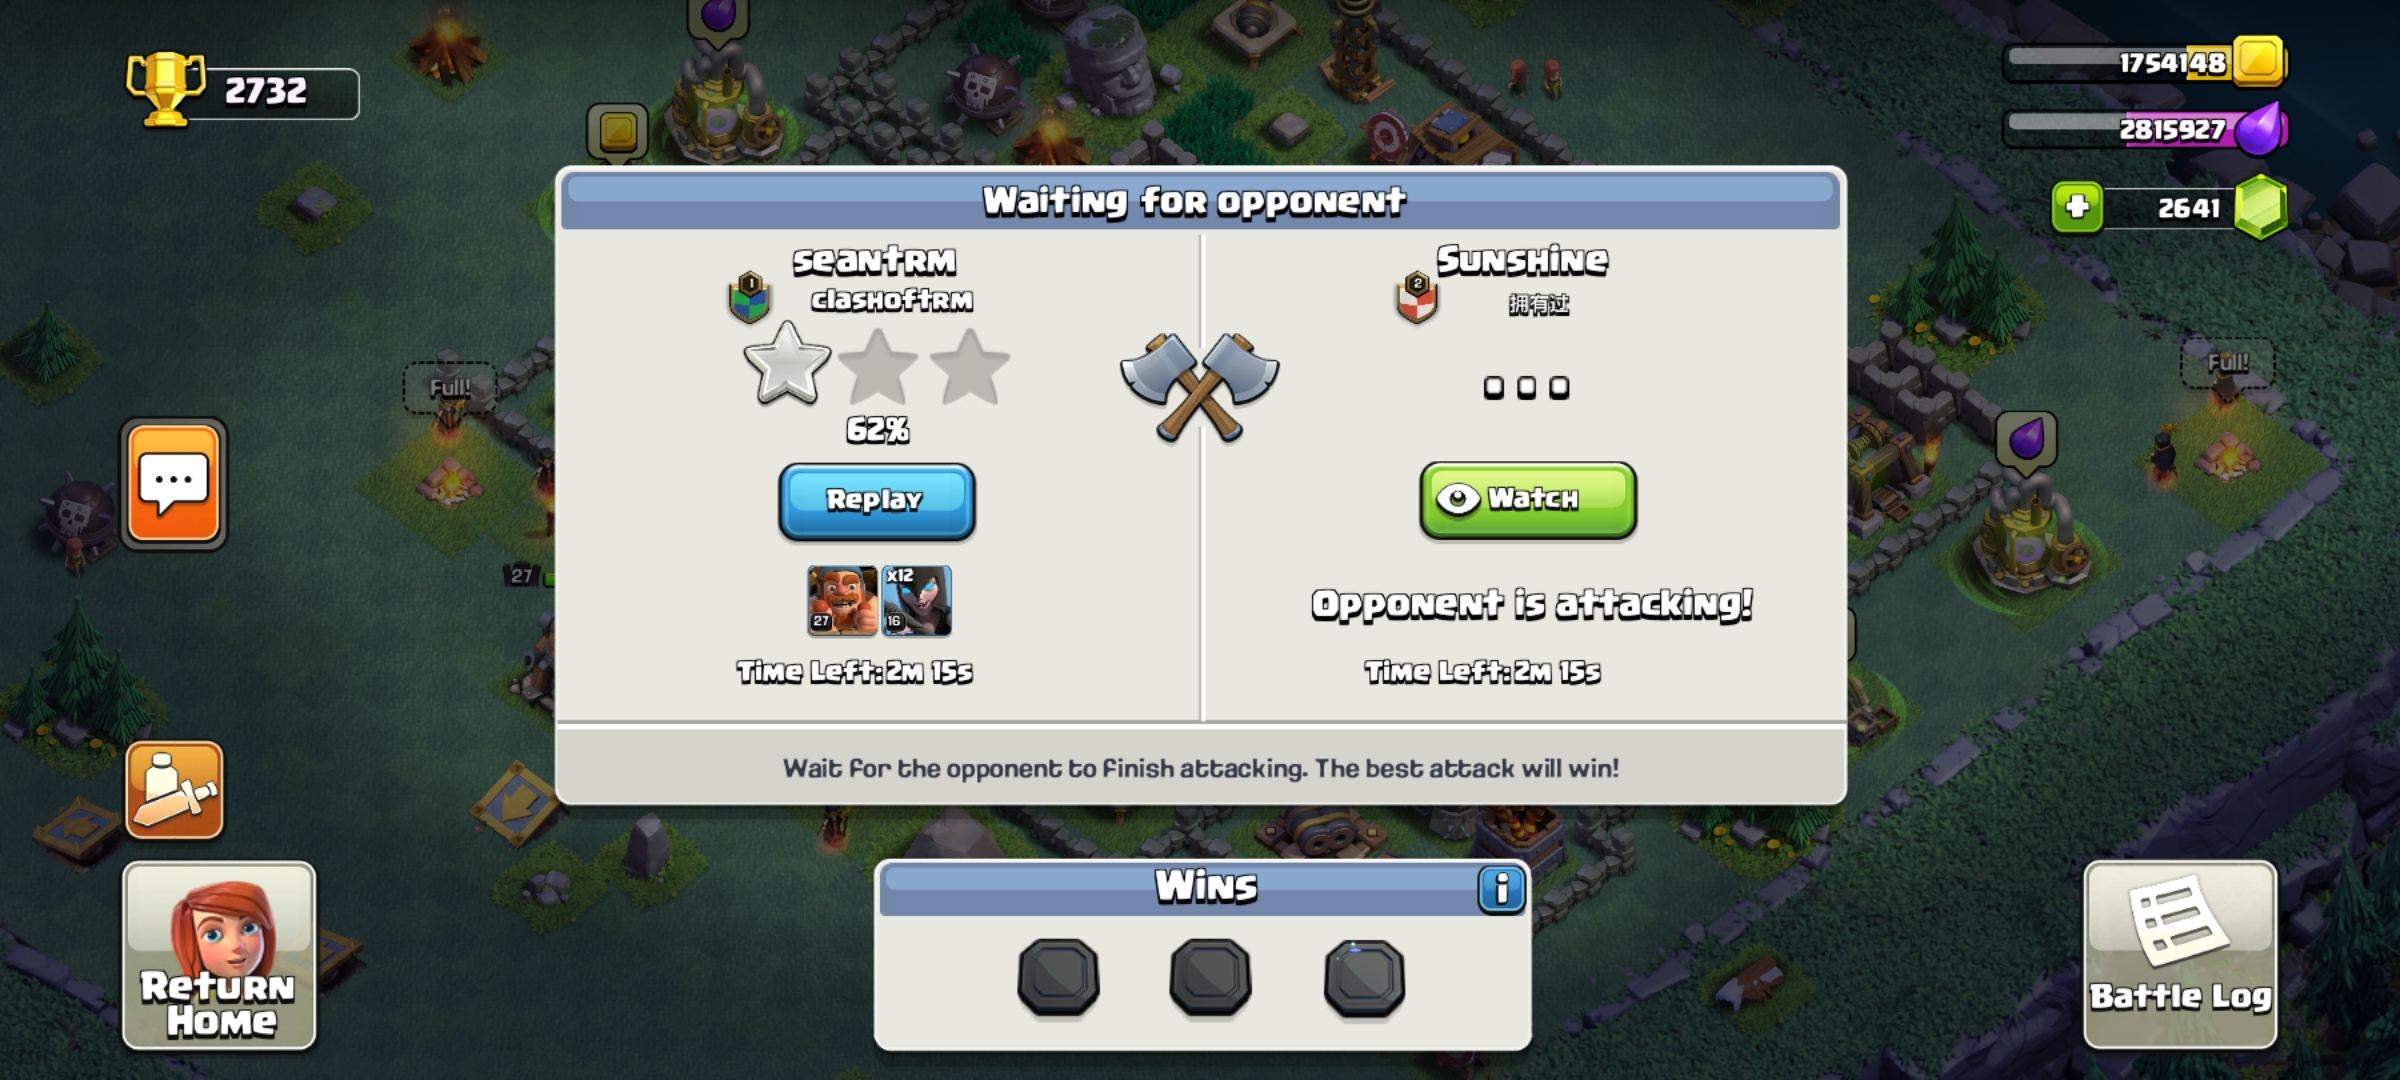 2732
1754148
2815927
2641
Waiting for opponent
seantrm
1
clashoftrm
62%
Replay
27
x12
16
Time Left:2m 15s
Sunshine
2
拥有过
Watch
Opponent is attacking!
Time Left:2m 15s
Wait for the opponent to finish attacking. The best attack will win!
Full!
Full!
27
Wins
i
Return
Home
Battle Log